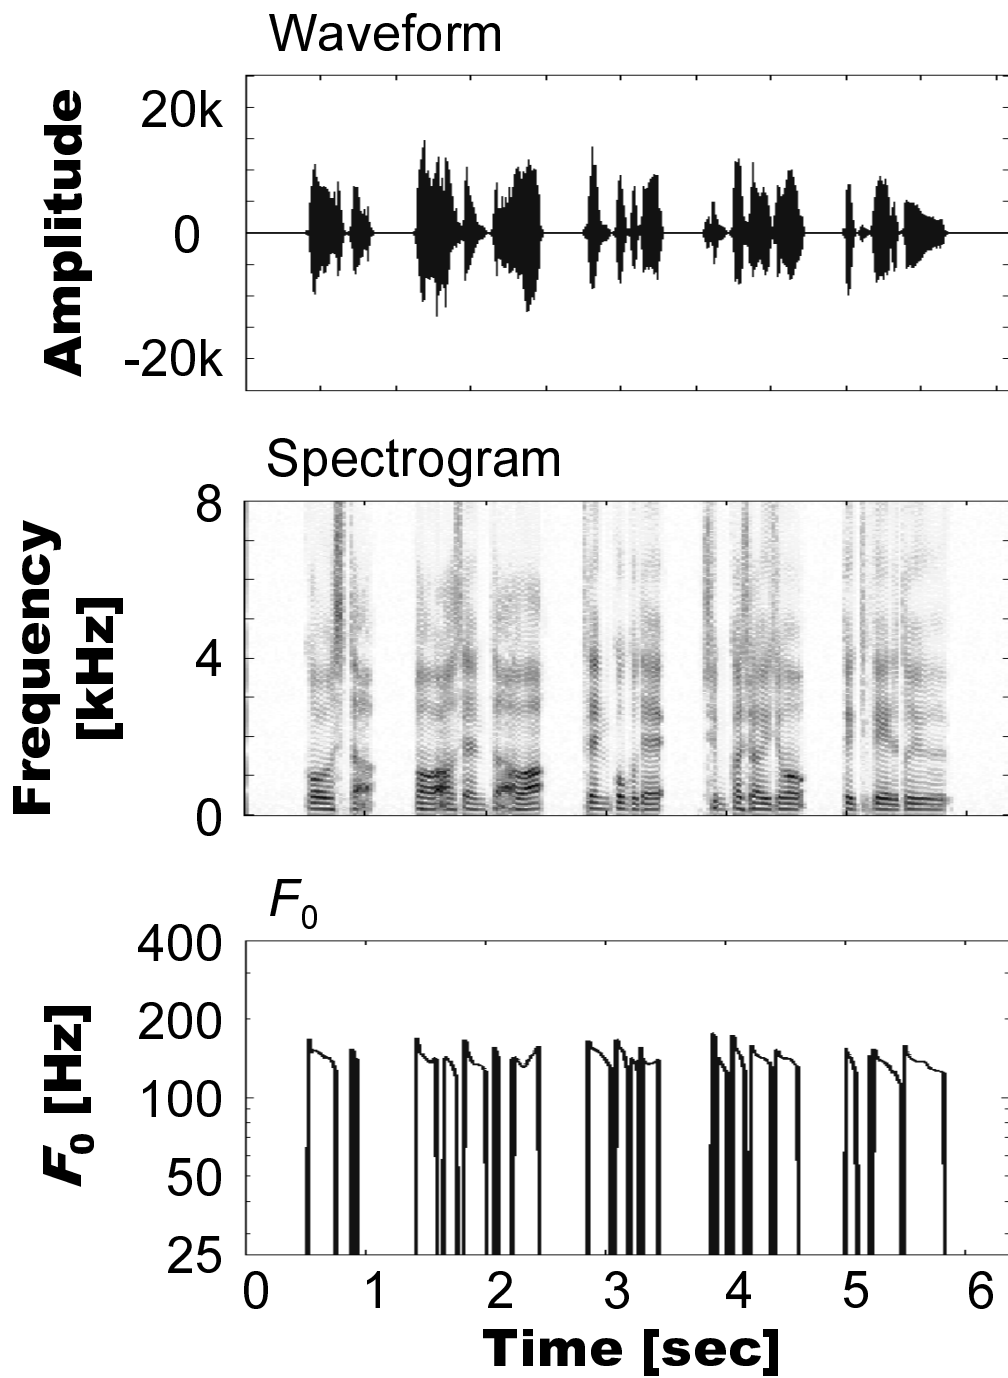 Waveform
Amplitude
20k
0
-20k
Spectrogram
Frequency
[kHz]
8
4
0
F0
F0 [Hz]
400
200
100
50
25
0 1 2 3 4 5 6
Time [sec]